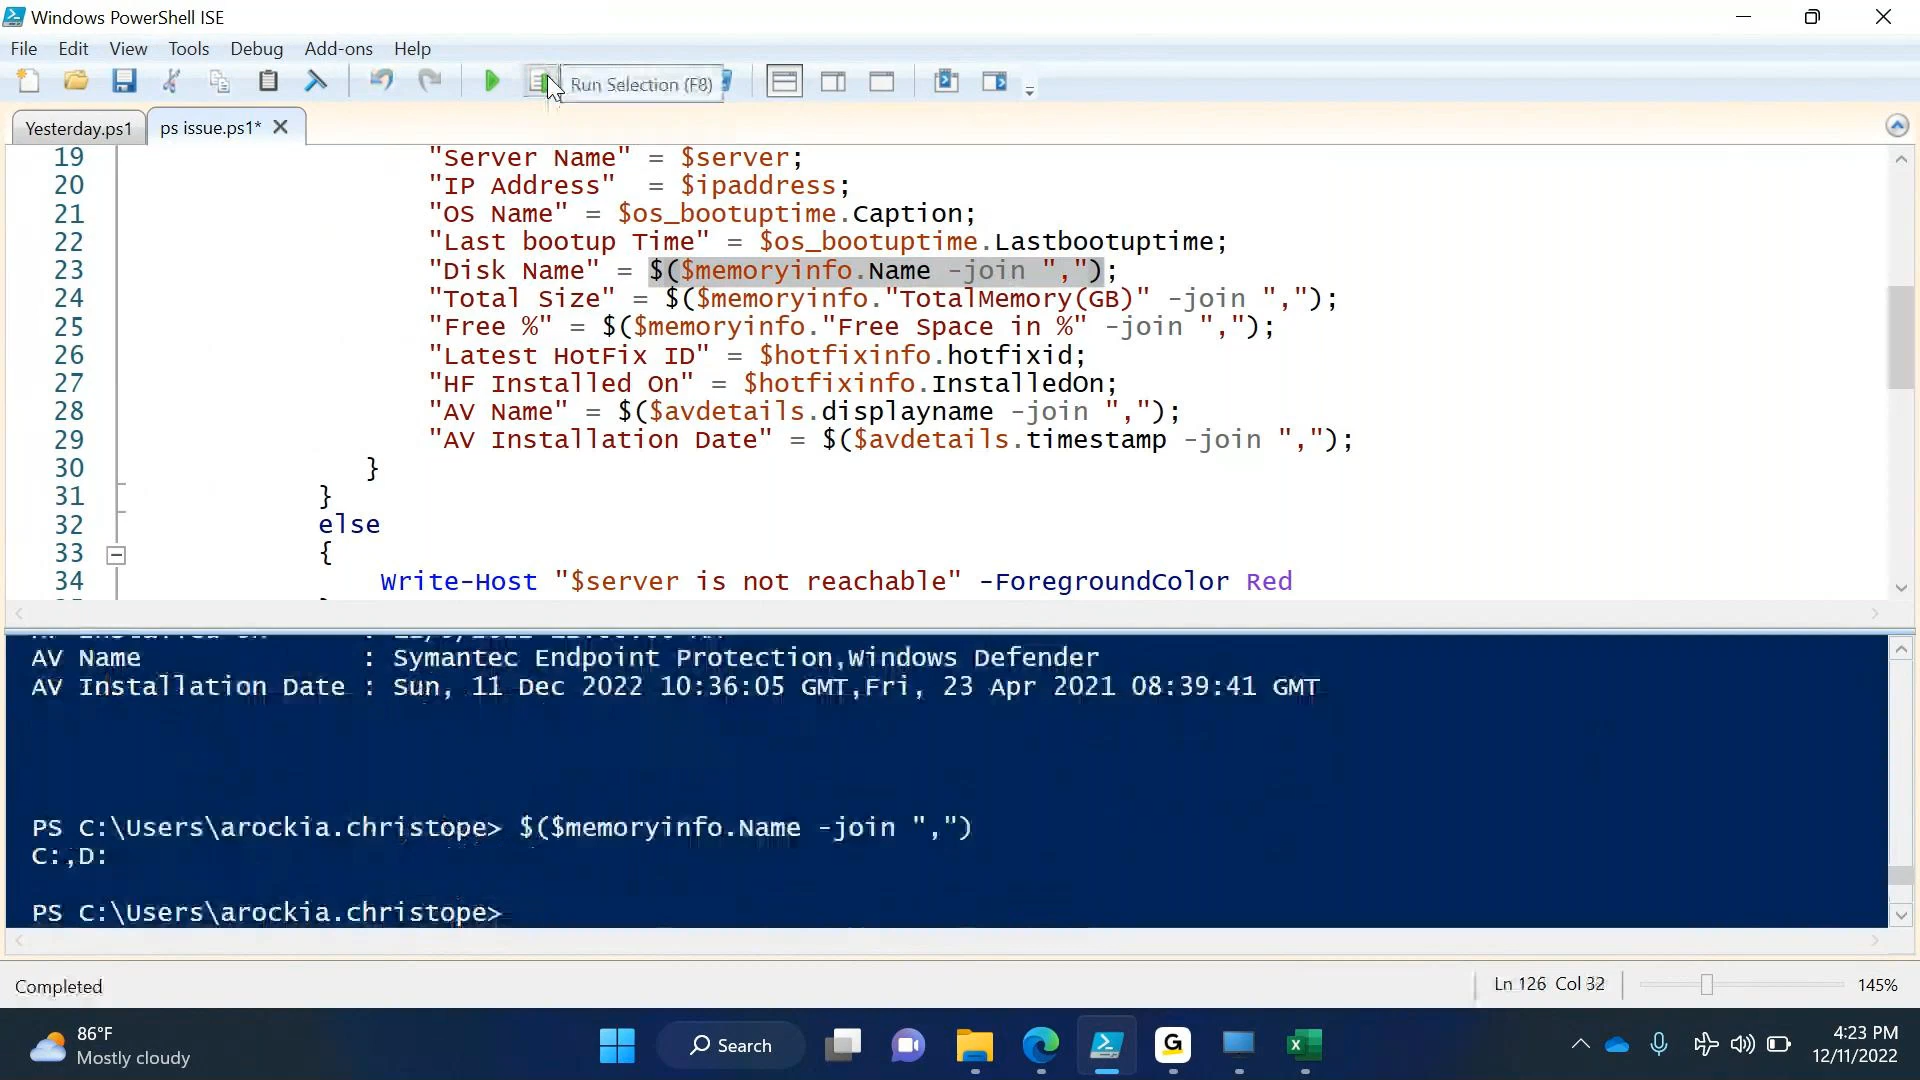 Windows PowerShell ISE
File Edit View Tools Debug Add-ons Help
Run Selection (F8)
Yesterday.ps1 ps issue.ps1*
19 "Server Name" = $server;
20 "IP Address" = $ipaddress;
21 "OS Name" = $os_bootuptime.Caption;
22 "Last bootup Time" = $os_bootuptime.Lastbootuptime;
23 "Disk Name" = $($memoryinfo.Name -join ",");
24 "Total Size" = $($memoryinfo."TotalMemory(GB)" -join ",");
25 "Free %" = $($memoryinfo."Free Space in %" -join ",");
26 "Latest HotFix ID" = $hotfixinfo.hotfixid;
27 "HF Installed On" = $hotfixinfo.InstalledOn;
28 "AV Name" = $($avdetails.displayname -join ",");
29 "AV Installation Date" = $($avdetails.timestamp -join ",");
30 }
31 }
32 else
33 {
34 Write-Host "$server is not reachable" -ForegroundColor Red
AV Name : Symantec Endpoint Protection,Windows Defender
AV Installation Date : Sun, 11 Dec 2022 10:36:05 GMT,Fri, 23 Apr 2021 08:39:41 GMT
PS C:\Users\arockia.christope> $($memoryinfo.Name -join ",")
C:,D:
PS C:\Users\arockia.christope>
Completed
Ln 126 Col 32
145%
86°F
Mostly cloudy
Search
4:23 PM
12/11/2022